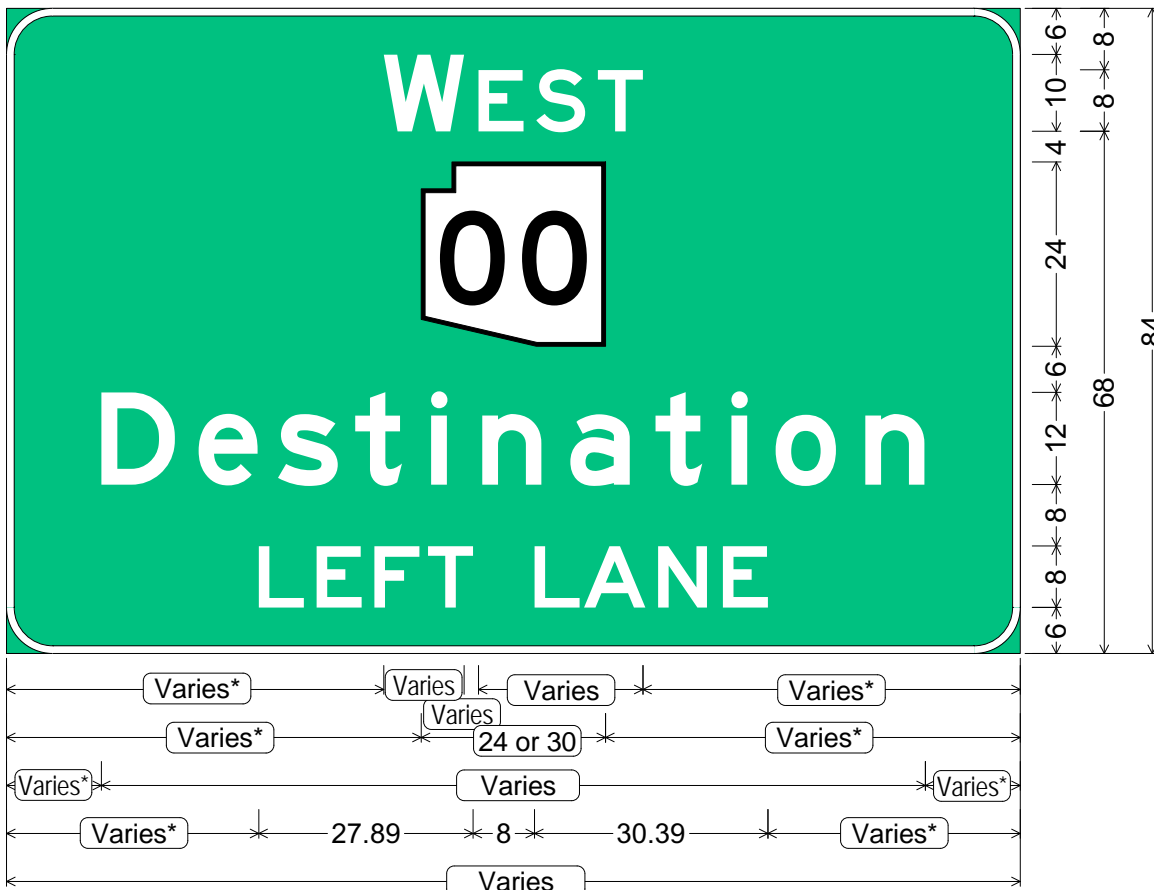 WEST
00
Destination
LEFT LANE
6
10
4
24
6
12
8
8
6
8
8
68
84
Varies*
Varies
Varies
Varies
Varies*
Varies*
24 or 30
Varies*
Varies*
Varies
Varies*
Varies*
27.89
8
30.39
Varies*
Varies